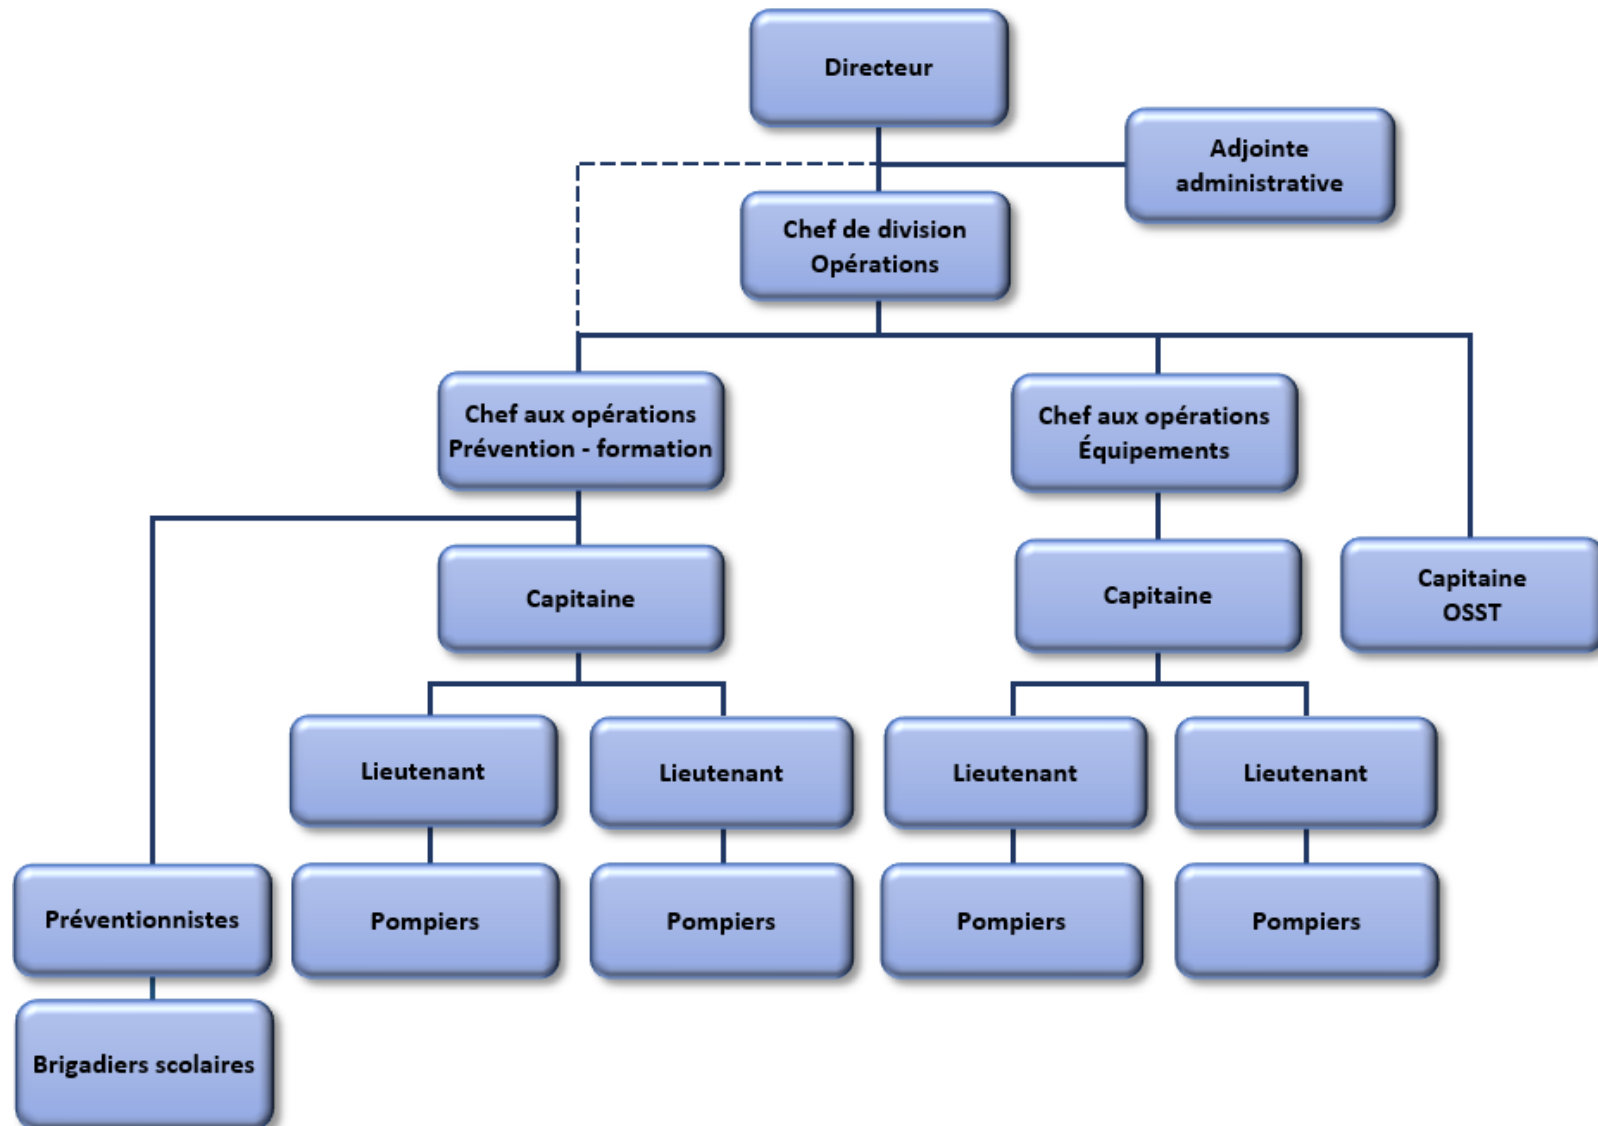 Directeur
Adjointe
administrative
Chef de division
Opérations
Chef aux opérations
Prévention - formation
Chef aux opérations
Équipements
Capitaine
Capitaine
Capitaine
OSST
Lieutenant
Lieutenant
Lieutenant
Lieutenant
Préventionnistes
Pompiers
Pompiers
Pompiers
Pompiers
Brigadiers scolaires